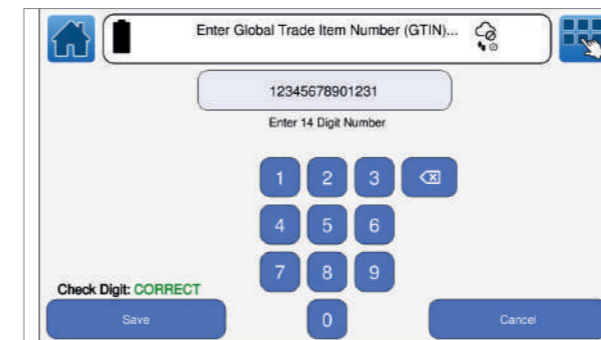 Enter Global Trade Item Number (GTIN)...
12345678901231
Enter 14 Digit Number
1 2 3
4 5 6
7 8 9
Check Digit: CORRECT
Save 0 Cancel